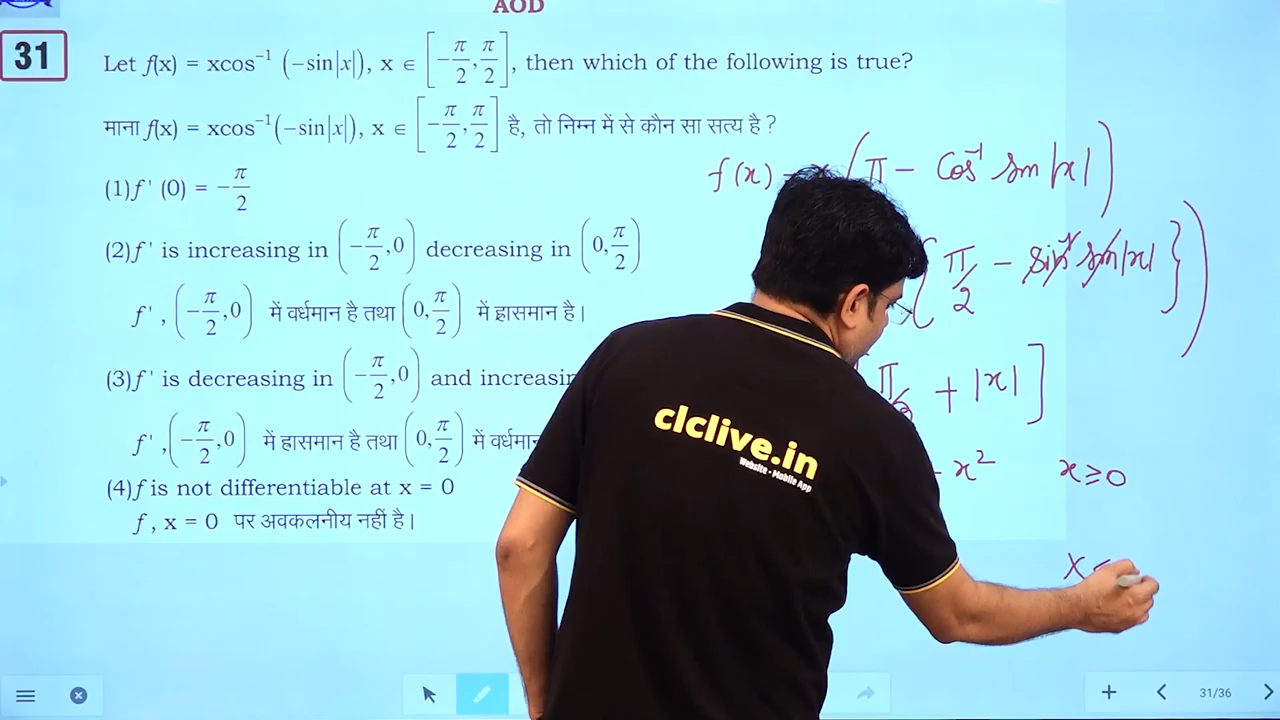 AOD
31
Let f(x) = xcos⁻¹ (−sin|x|), x ∈ [−π/2, π/2], then which of the following is true?
माना f(x) = xcos⁻¹(−sin|x|), x ∈ [−π/2, π/2] है, तो निम्न में से कौन सा सत्य है ?
(1)f ' (0) = −π/2
(2)f ' is increasing in (−π/2, 0) decreasing in (0, π/2)
f ' , (−π/2, 0) में वर्धमान है तथा (0, π/2) में ह्रासमान है।
(3)f ' is decreasing in (−π/2, 0) and
f ' ,(−π/2, 0) में ह्रासमान है तथा (0, π/2) में
(4)f is not differentiable at x = 0
f , x = 0 पर अवकलनीय नहीं है।
f(x) = x (π − cos⁻¹ sin|x|)
{π/2 − sin⁻¹ sin|x|})
π/2 + |x|]
x² x ≥ 0
x
clclive.in
Website - Mobile App
31/36